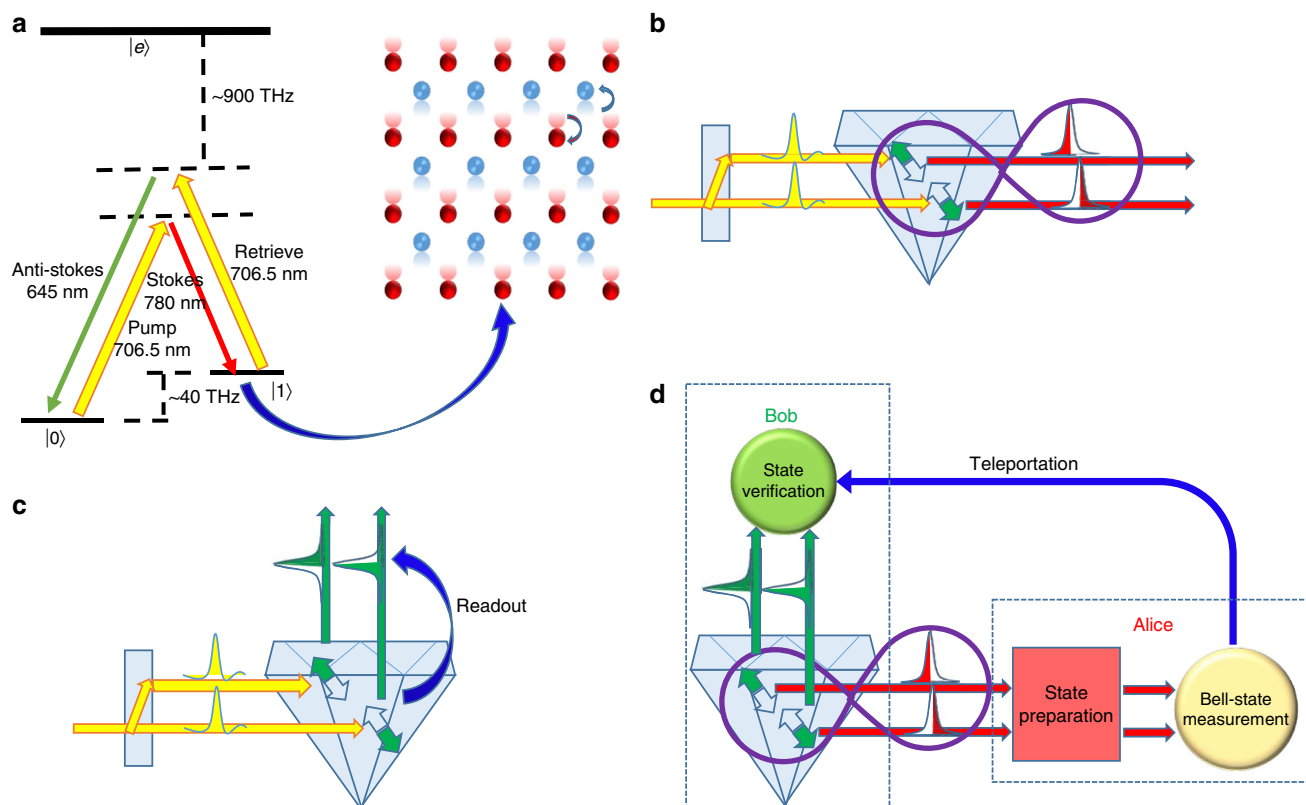 a
|e⟩
~900 THz
Anti-stokes
645 nm
Stokes
780 nm
Retrieve
706.5 nm
Pump
706.5 nm
~40 THz
|1⟩
|0⟩
b
c
Readout
d
Bob
State
verification
Teleportation
Alice
State
preparation
Bell-state
measurement